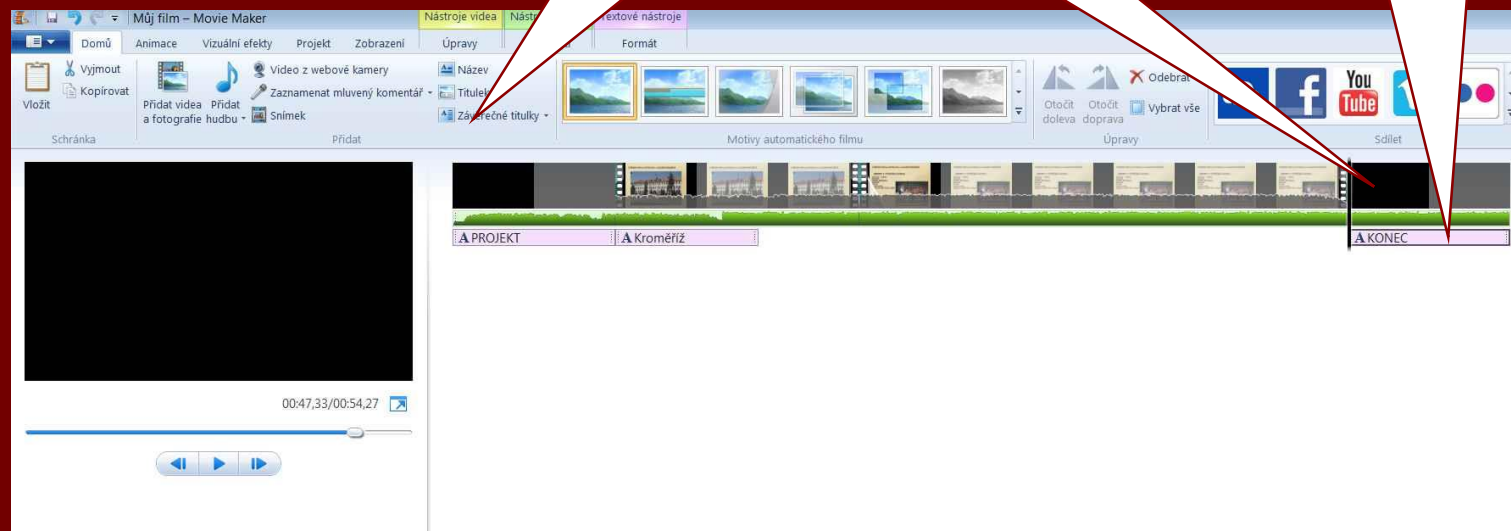 Můj film – Movie Maker
Nástroje videa
Textové nástroje
Domů
Animace
Vizuální efekty
Projekt
Zobrazení
Úpravy
Formát
Vložit
Vyjmout
Kopírovat
Schránka
Přidat videa
a fotografie
Přidat
hudbu
Video z webové kamery
Zaznamenat mluvený komentář
Snímek
Název
Titulek
Závěrečné titulky
Přidat
Motivy automatického filmu
Otočit
doleva
Otočit
doprava
Odebrat
Vybrat vše
Úpravy
f
You
Tube
Sdílet
A PROJEKT
A Kroměříž
A KONEC
00:47,33/00:54,27